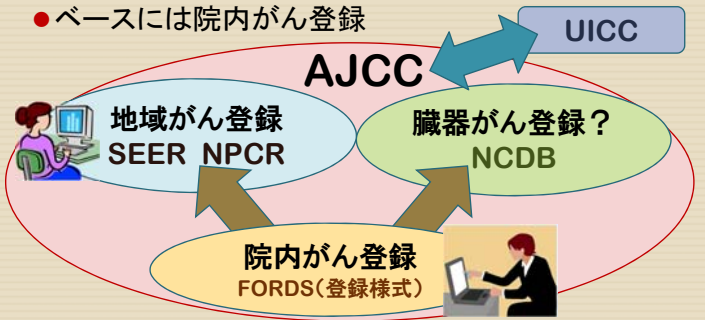 ●ベースには院内がん登録
UICC
AJCC
地域がん登録
SEER NPCR
臓器がん登録？
NCDB
院内がん登録
FORDS（登録様式）